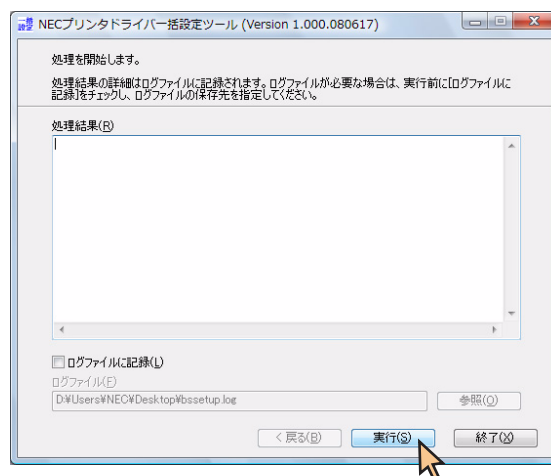 NECプリンタドライバー括設定ツール (Version 1.000.080617)
処理を開始します。
処理結果の詳細はログファイルに記録されます。ログファイルが必要な場合は、実行前に[ログファイルに
記録]をチェックし、ログファイルの保存先を指定してください。
処理結果(R)
ログファイルに記録(L)
ログファイル(F)
D:¥Users¥NEC¥Desktop¥bssetup.log
参照(O)
< 戻る(B)
実行(S)
終了(X)